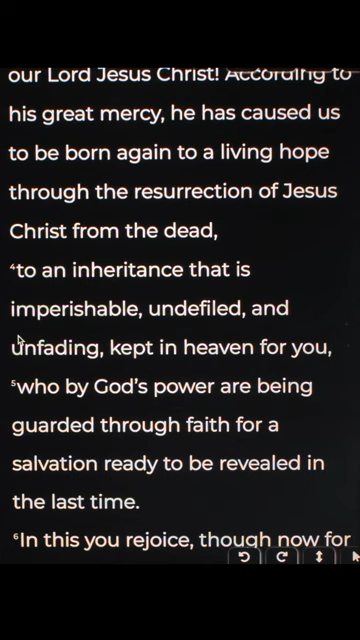 our Lord Jesus Christ! According to
his great mercy, he has caused us
to be born again to a living hope
through the resurrection of Jesus
Christ from the dead,
⁴to an inheritance that is
imperishable, undefiled, and
unfading, kept in heaven for you,
⁵who by God’s power are being
guarded through faith for a
salvation ready to be revealed in
the last time.
⁶In this you rejoice, though now for